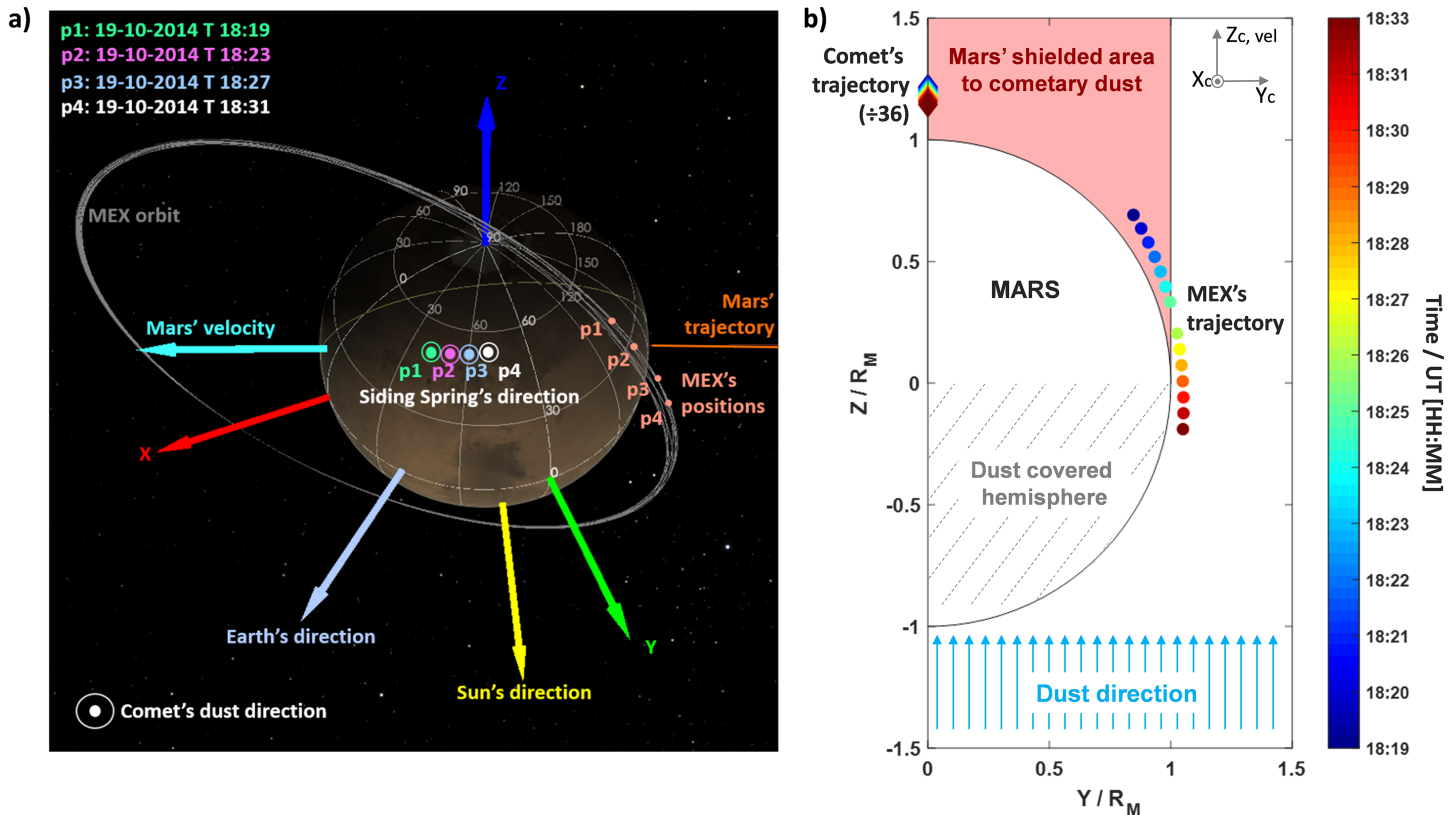 a)
p1: 19-10-2014 T 18:19
p2: 19-10-2014 T 18:23
p3: 19-10-2014 T 18:27
p4: 19-10-2014 T 18:31
Z
MEX orbit
90
120
60
150
30
180
90
0
150
120
30
60
60
Mars' velocity
Mars'
trajectory
p1
p2
p3
p4
MEX's
positions
p1 p2 p3 p4
Siding Spring's direction
30
0
X
Earth's direction
Sun's direction
Y
Comet's dust direction
b)
1.5
1
0.5
0
-0.5
-1
-1.5
Z / RM
Comet's
trajectory
(÷36)
Mars' shielded area
to cometary dust
Zc, vel
Xc
Yc
MARS
MEX's
trajectory
Dust covered
hemisphere
Dust direction
0
0.5
1
1.5
Y / RM
18:33
18:30
18:29
18:28
18:27
18:26
18:25
18:24
18:23
18:22
18:21
18:20
18:19
Time / UT [HH:MM]